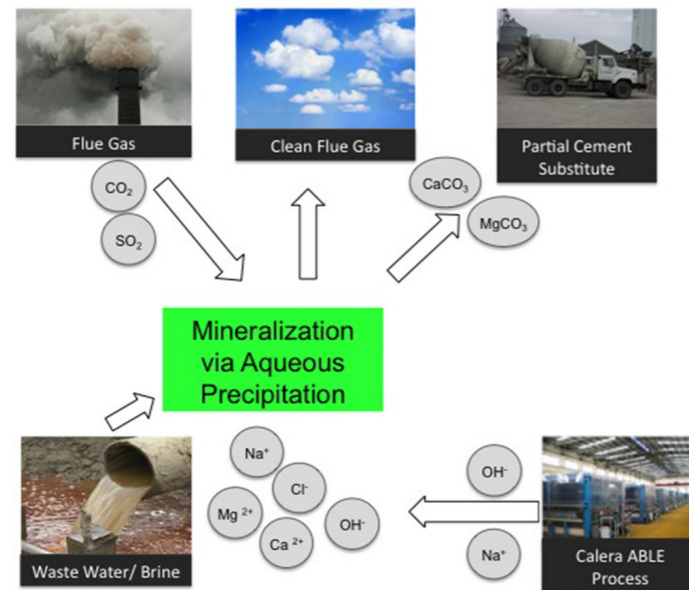 Flue Gas
Clean Flue Gas
Partial Cement
Substitute
CO₂
SO₂
CaCO₃
MgCO₃
Mineralization
via Aqueous
Precipitation
Na⁺
Cl⁻
Mg ²⁺
OH⁻
Ca ²⁺
OH⁻
Na⁺
Waste Water/ Brine
Calera ABLE
Process